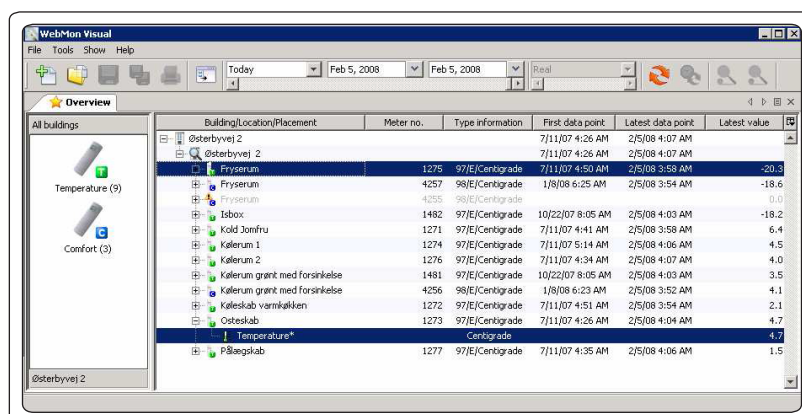 WebMon Visual
File Tools Show Help
Today Feb 5, 2008 Feb 5, 2008 Real
Overview
All buildings
Temperature (9)
Comfort (3)
Østerbyvej 2
Building/Location/Placement Meter no. Type information First data point Latest data point Latest value
Østerbyvej 2 7/11/07 4:26 AM 2/5/08 4:07 AM
Østerbyvej 2 7/11/07 4:26 AM 2/5/08 4:07 AM
Fryserum 1275 97/E/Centigrade 7/11/07 4:50 AM 2/5/08 3:58 AM -20.3
Fryserum 4257 98/E/Centigrade 1/8/08 6:25 AM 2/5/08 3:54 AM -18.6
Fryserum 4255 98/E/Centigrade 0.0
Isbox 1482 97/E/Centigrade 10/22/07 8:05 AM 2/5/08 4:03 AM -18.2
Kold Jomfru 1271 97/E/Centigrade 7/11/07 4:41 AM 2/5/08 3:58 AM 6.4
Kølerum 1 1274 97/E/Centigrade 7/11/07 5:14 AM 2/5/08 4:06 AM 4.5
Kølerum 2 1276 97/E/Centigrade 7/11/07 4:34 AM 2/5/08 4:07 AM 4.0
Kølerum grønt med forsinkelse 1481 97/E/Centigrade 10/22/07 8:05 AM 2/5/08 4:03 AM 3.5
Kølerum grønt med forsinkelse 4256 98/E/Centigrade 1/8/08 6:23 AM 2/5/08 3:52 AM 4.1
Køleskab varmkøkken 1272 97/E/Centigrade 7/11/07 4:51 AM 2/5/08 3:54 AM 2.1
Osteskab 1273 97/E/Centigrade 7/11/07 4:26 AM 2/5/08 4:04 AM 4.7
Temperature* Centigrade 4.7
Pålægskab 1277 97/E/Centigrade 7/11/07 4:35 AM 2/5/08 4:06 AM 1.5